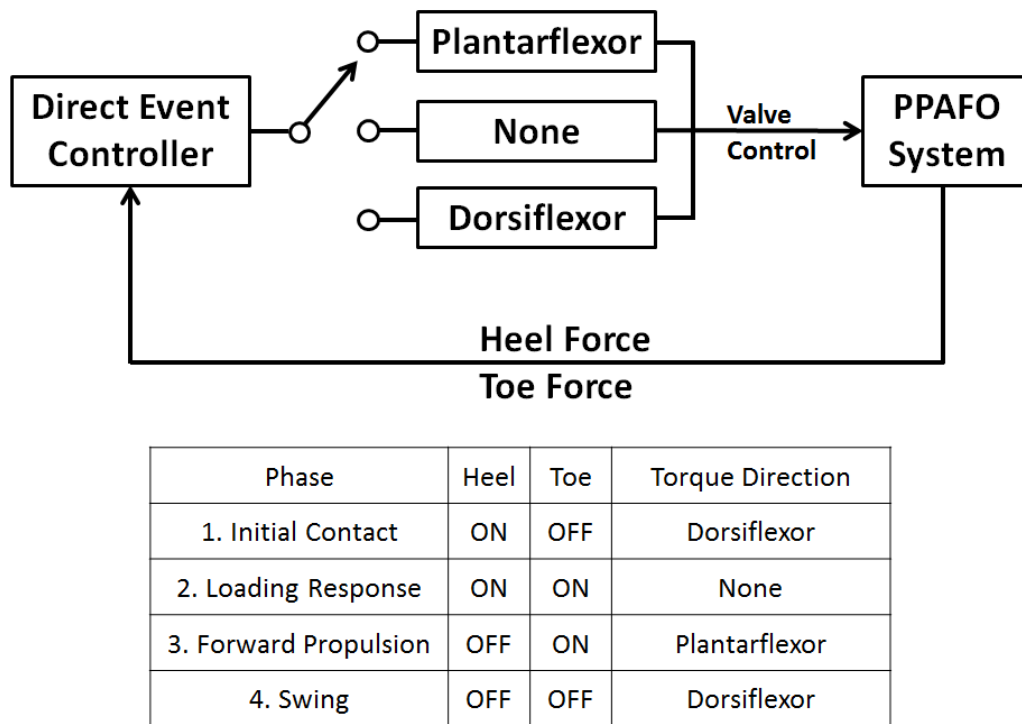 Direct Event
Controller
Plantarflexor
None
Dorsiflexor
Valve
Control
PPAFO
System
Heel Force
Toe Force
Phase Heel Toe Torque Direction
1. Initial Contact ON OFF Dorsiflexor
2. Loading Response ON ON None
3. Forward Propulsion OFF ON Plantarflexor
4. Swing OFF OFF Dorsiflexor